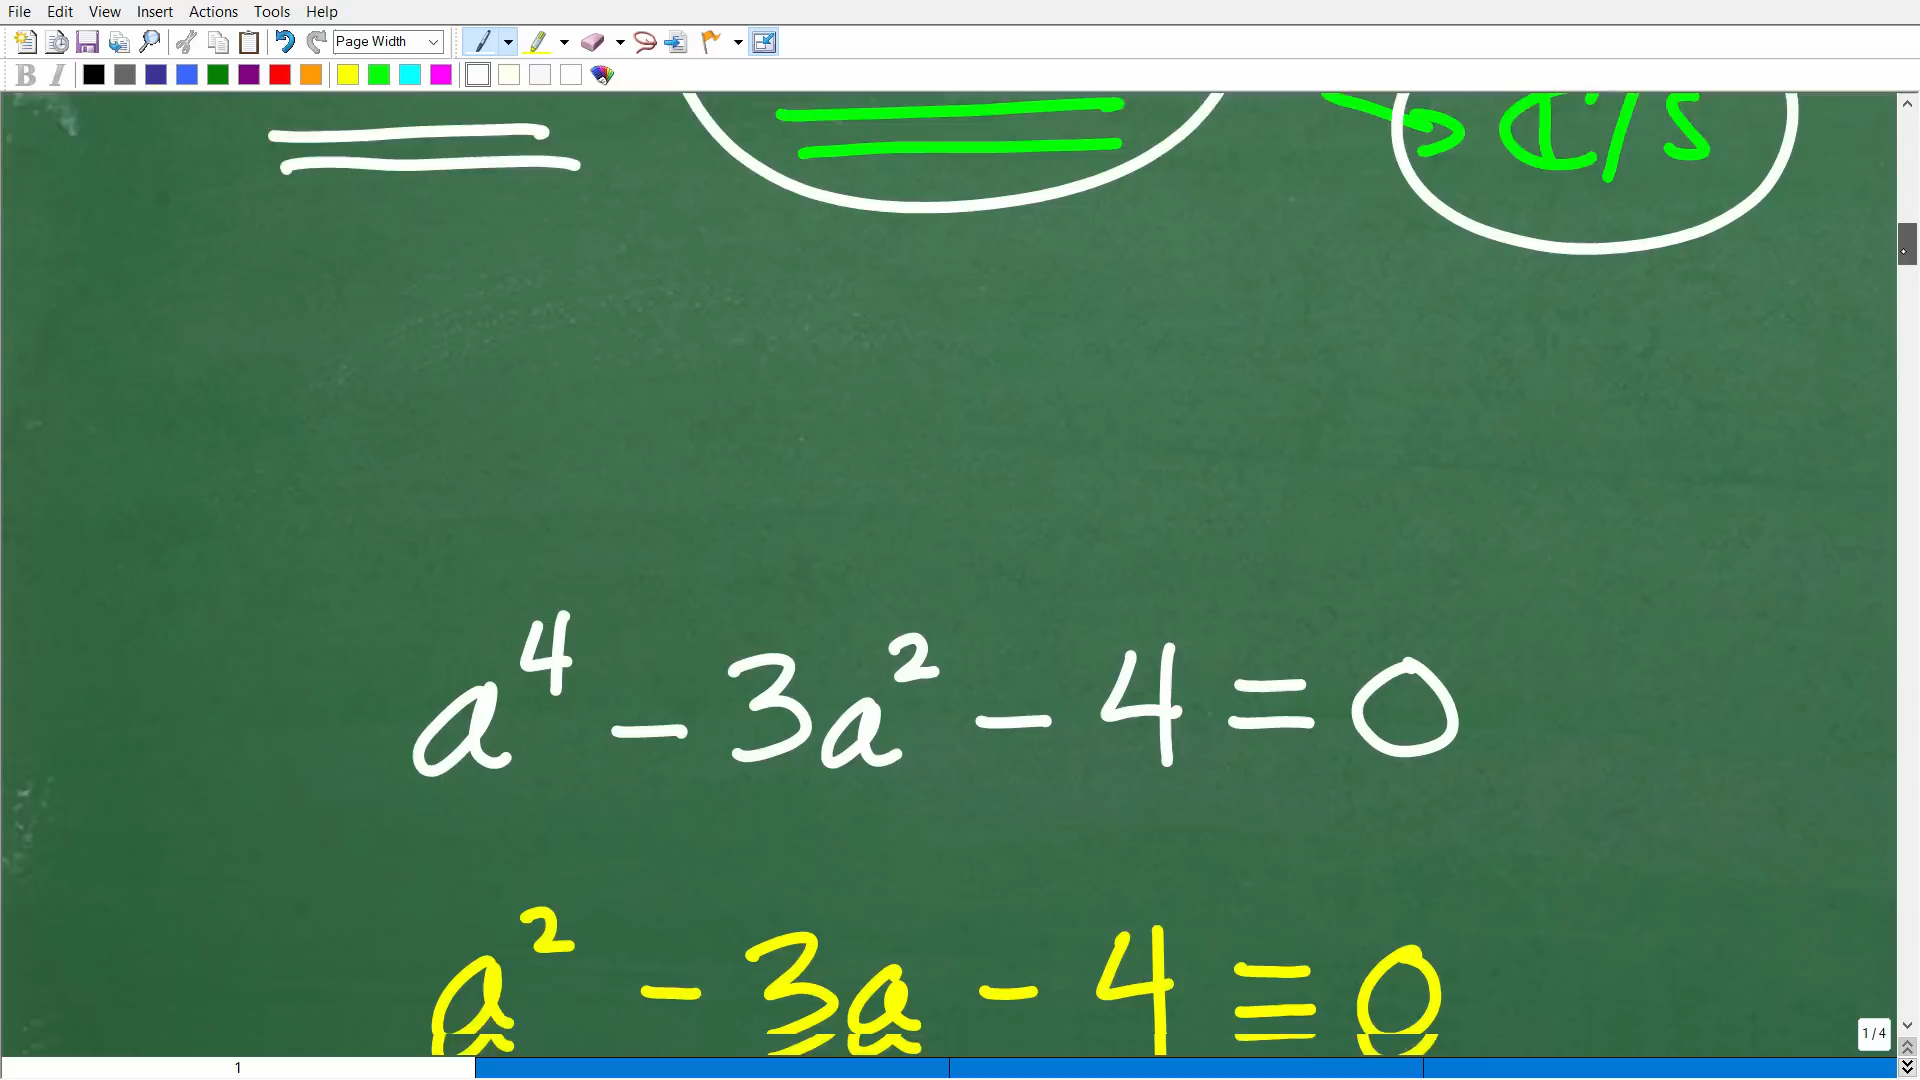 File Edit View Insert Actions Tools Help
Page Width
B I
a⁴ - 3a² - 4 = 0
a² - 3a - 4 = 0
1 / 4
1